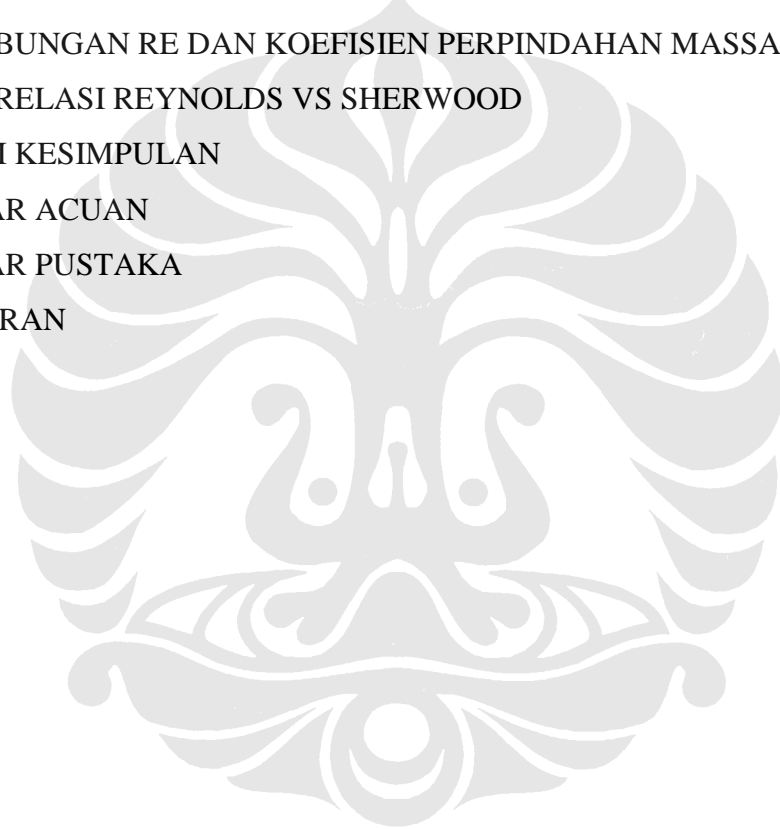 BUNGAN RE DAN KOEFISIEN PERPINDAHAN MASSA
RELASI REYNOLDS VS SHERWOOD
I KESIMPULAN
AR ACUAN
AR PUSTAKA
RAN